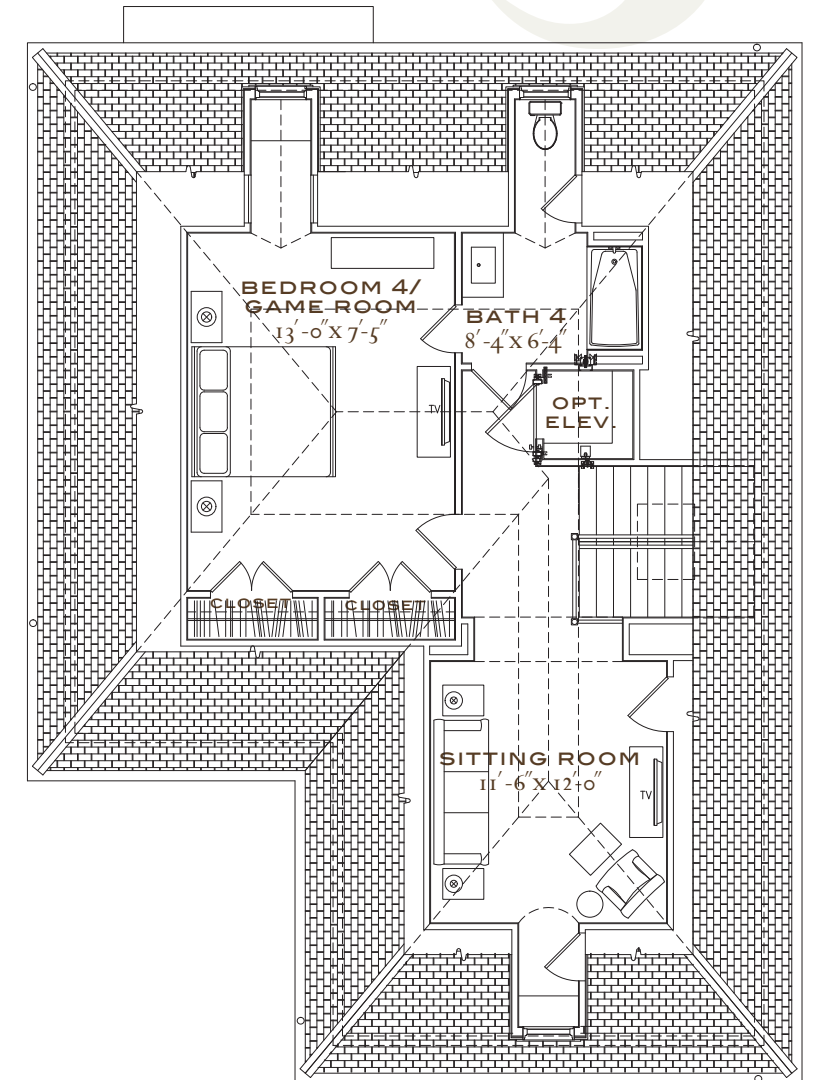 BEDROOM 4/
GAME ROOM
13'-0" X 7'-5"
BATH 4
8'-4" X 6'-4"
OPT.
ELEV.
TV
CLOSET
CLOSET
SITTING ROOM
11'-6" X 12'-0"
TV